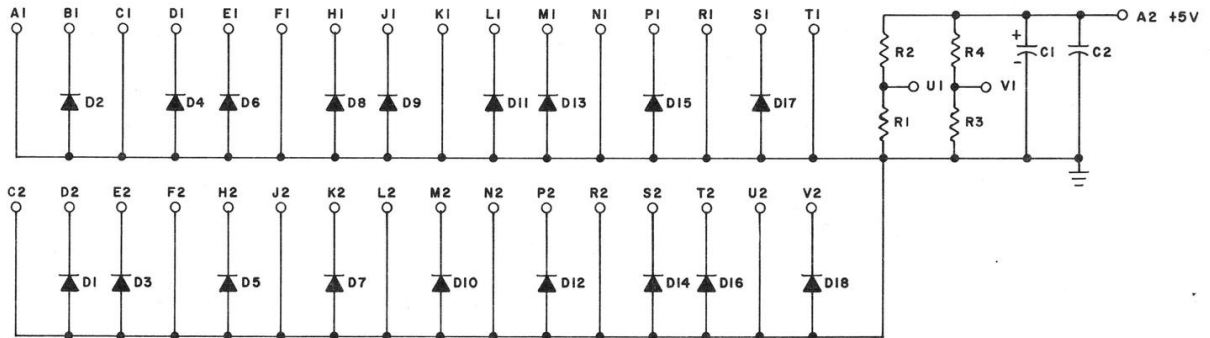 A1 B1 C1 D1 E1 F1 H1 J1 K1 L1 M1 N1 P1 R1 S1 T1 A2 +5V
+ R2 R4 - C1 C2
U1 V1
D2 D4 D6 D8 D9 D11 D13 D15 D17
R1 R3
C2 D2 E2 F2 H2 J2 K2 L2 M2 N2 P2 R2 S2 T2 U2 V2
D1 D3 D5 D7 D10 D12 D14 D16 D18